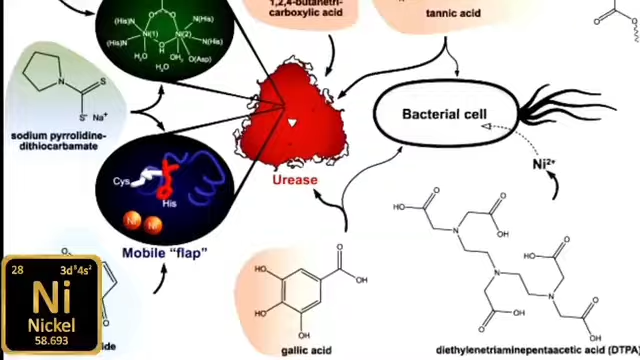 1,2,4-butanetri-
carboxylic acid
tannic acid
(His)N
N(His)
Ni(1)
Ni(2)
(His)N
N(His)
H
H₂O
OH₂
O(Asp)
H₂O
N
S
S⁻ Na⁺
sodium pyrrolidine-
dithiocarbamate
Bacterial cell
Urease
Ni²⁺
Cys
His
Ni
Ni
Mobile “flap”
O
HO
OH
HO
OH
gallic acid
O
O
HO
OH
N
N
N
O
HO
O
OH
O
OH
diethylenetriaminepentaacetic acid (DTPA)
O
O
ide
28
3d⁸4s²
Ni
Nickel
58.693